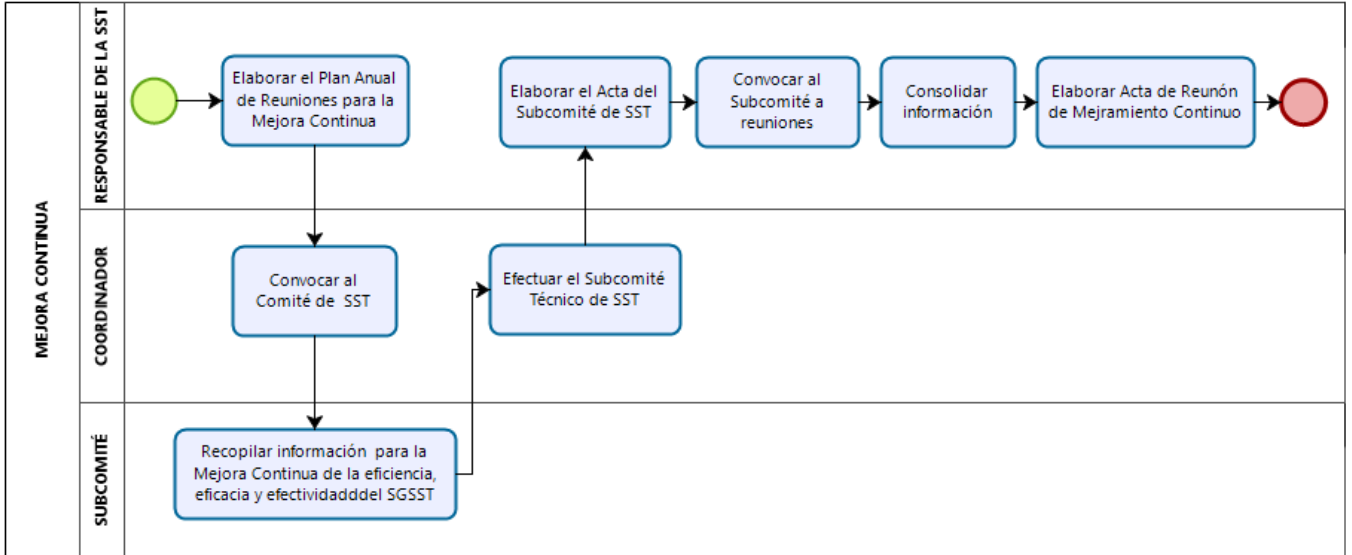 MEJORA CONTINUA
RESPONSABLE DE LA SST
Elaborar el Plan Anual
de Reuniones para la
Mejora Continua
Elaborar el Acta del
Subcomité de SST
Convocar al
Subcomité a
reuniones
Consolidar
información
Elaborar Acta de Reunón
de Mejramiento Continuo
COORDINADOR
Convocar al
Comité de  SST
Efectuar el Subcomité
Técnico de SST
SUBCOMITÉ
Recopilar información  para la
Mejora Continua de la eficiencia,
eficacia y efectividadddel SGSST